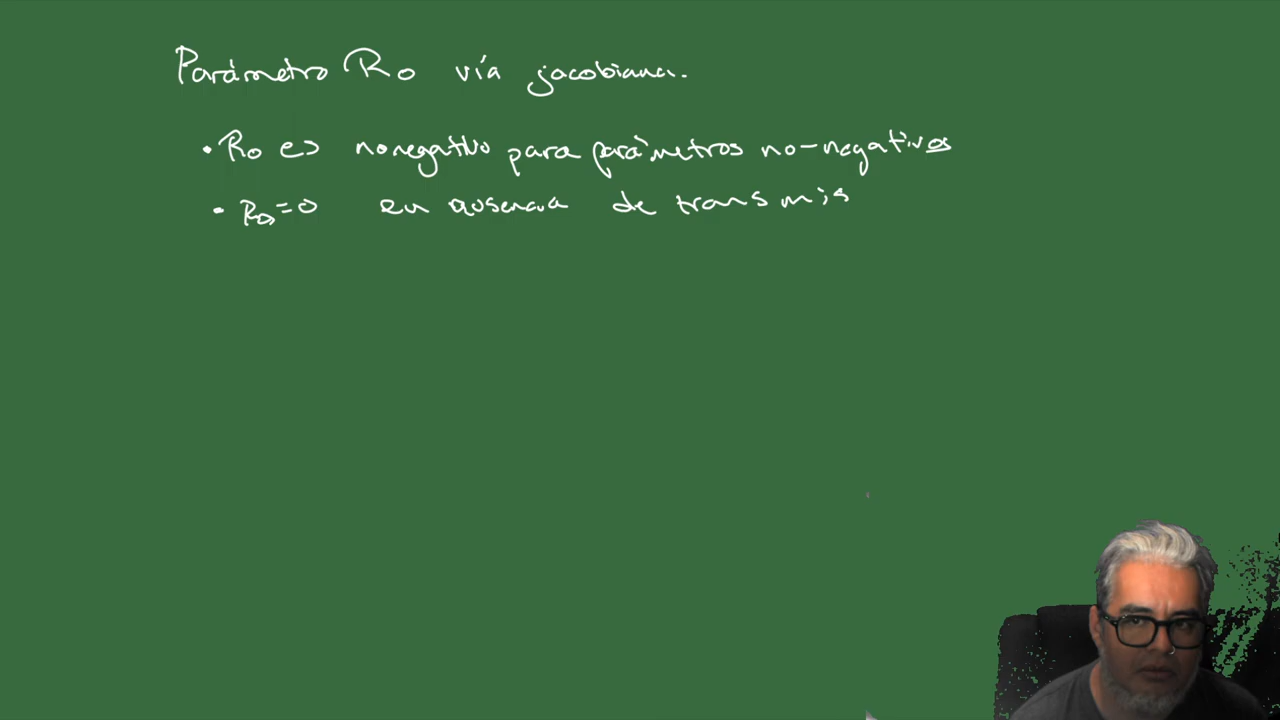 Parámetro Ro vía jacobiana.
• Ro es nonegativo para parámetros no-negativos
• Ro=0 en ausencia de transmis